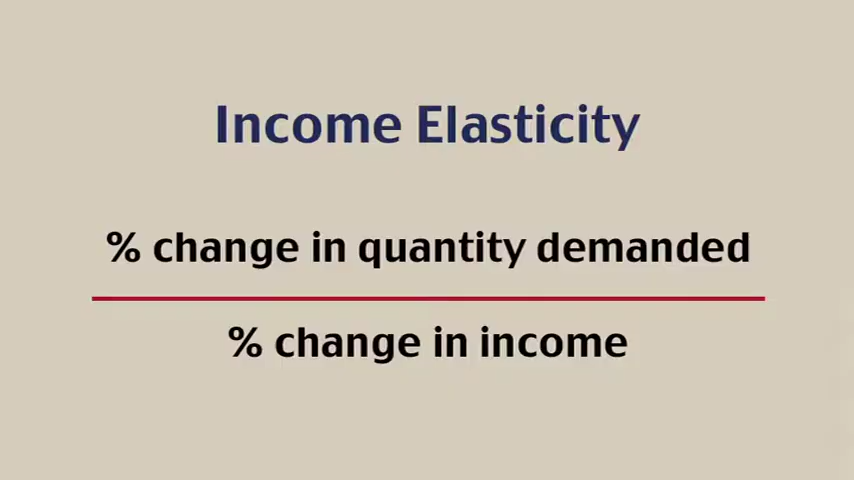 Income Elasticity
% change in quantity demanded
% change in income